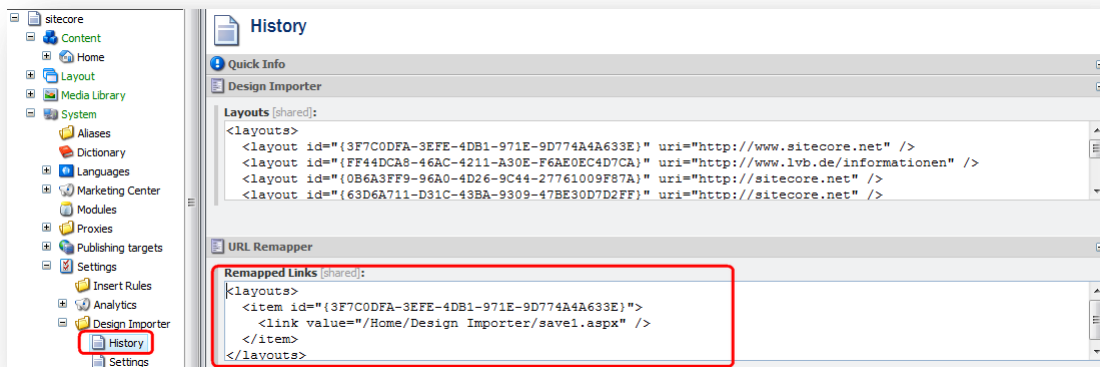 sitecore
Content
Home
Layout
Media Library
System
Aliases
Dictionary
Languages
Marketing Center
Modules
Proxies
Publishing targets
Settings
Insert Rules
Analytics
Design Importer
History
Settings
History
Quick Info
Design Importer
Layouts [shared]:
<layouts>
<layout id="{3F7C0DFA-3EFE-4DB1-971E-9D774A4A633E}" uri="http://www.sitecore.net" />
<layout id="{FF44DCA8-46AC-4211-A30E-F6AE0EC4D7CA}" uri="http://www.lvb.de/informationen" />
<layout id="{0B6A3FF9-96A0-4D26-9C44-27761009F87A}" uri="http://sitecore.net" />
<layout id="{63D6A711-D31C-43BA-9309-47BE30D7D2FF}" uri="http://sitecore.net" />
URL Remapper
Remapped Links [shared]:
<layouts>
<item id="{3F7C0DFA-3EFE-4DB1-971E-9D774A4A633E}">
<link value="/Home/Design Importer/save1.aspx" />
</item>
</layouts>